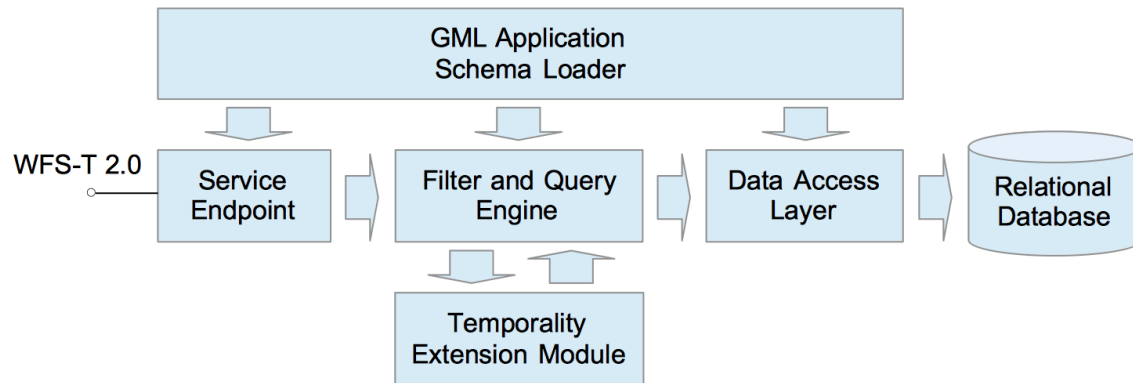 GML Application
Schema Loader
WFS-T 2.0
Service
Endpoint
Filter and Query
Engine
Data Access
Layer
Relational
Database
Temporality
Extension Module